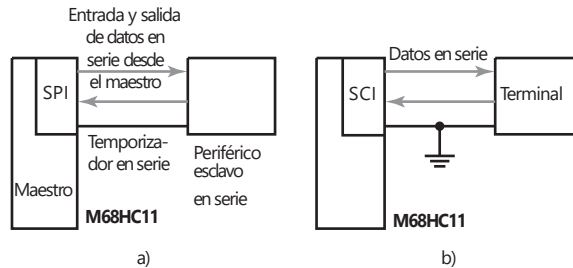 Entrada y salida
de datos en
serie desde
el maestro
SPI
Temporiza-
dor en serie
Periférico
esclavo
en serie
Maestro
M68HC11
a)
Datos en serie
SCI
Terminal
M68HC11
b)